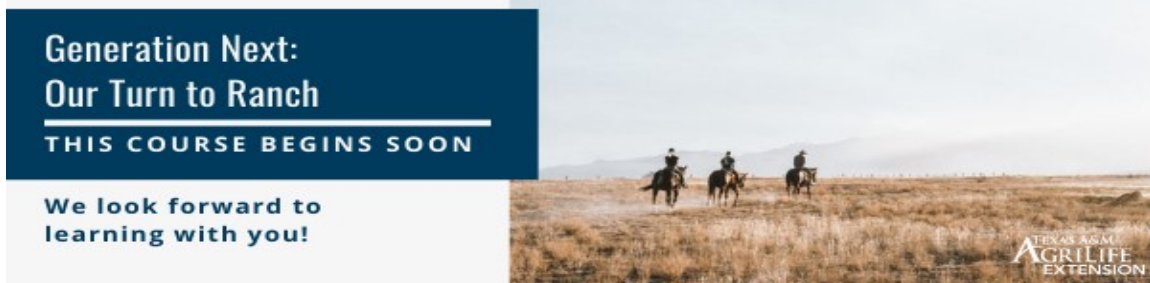 Generation Next:
Our Turn to Ranch
THIS COURSE BEGINS SOON
We look forward to
learning with you!
TEXAS A&M
AGRILIFE
EXTENSION